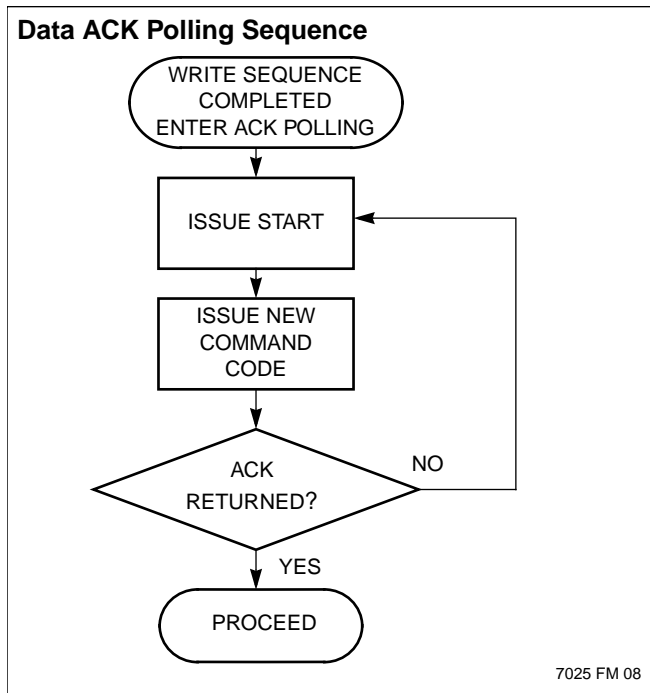 Data ACK Polling Sequence
WRITE SEQUENCE
COMPLETED
ENTER ACK POLLING
ISSUE START
ISSUE NEW
COMMAND
CODE
ACK
RETURNED?
NO
YES
PROCEED
7025 FM 08